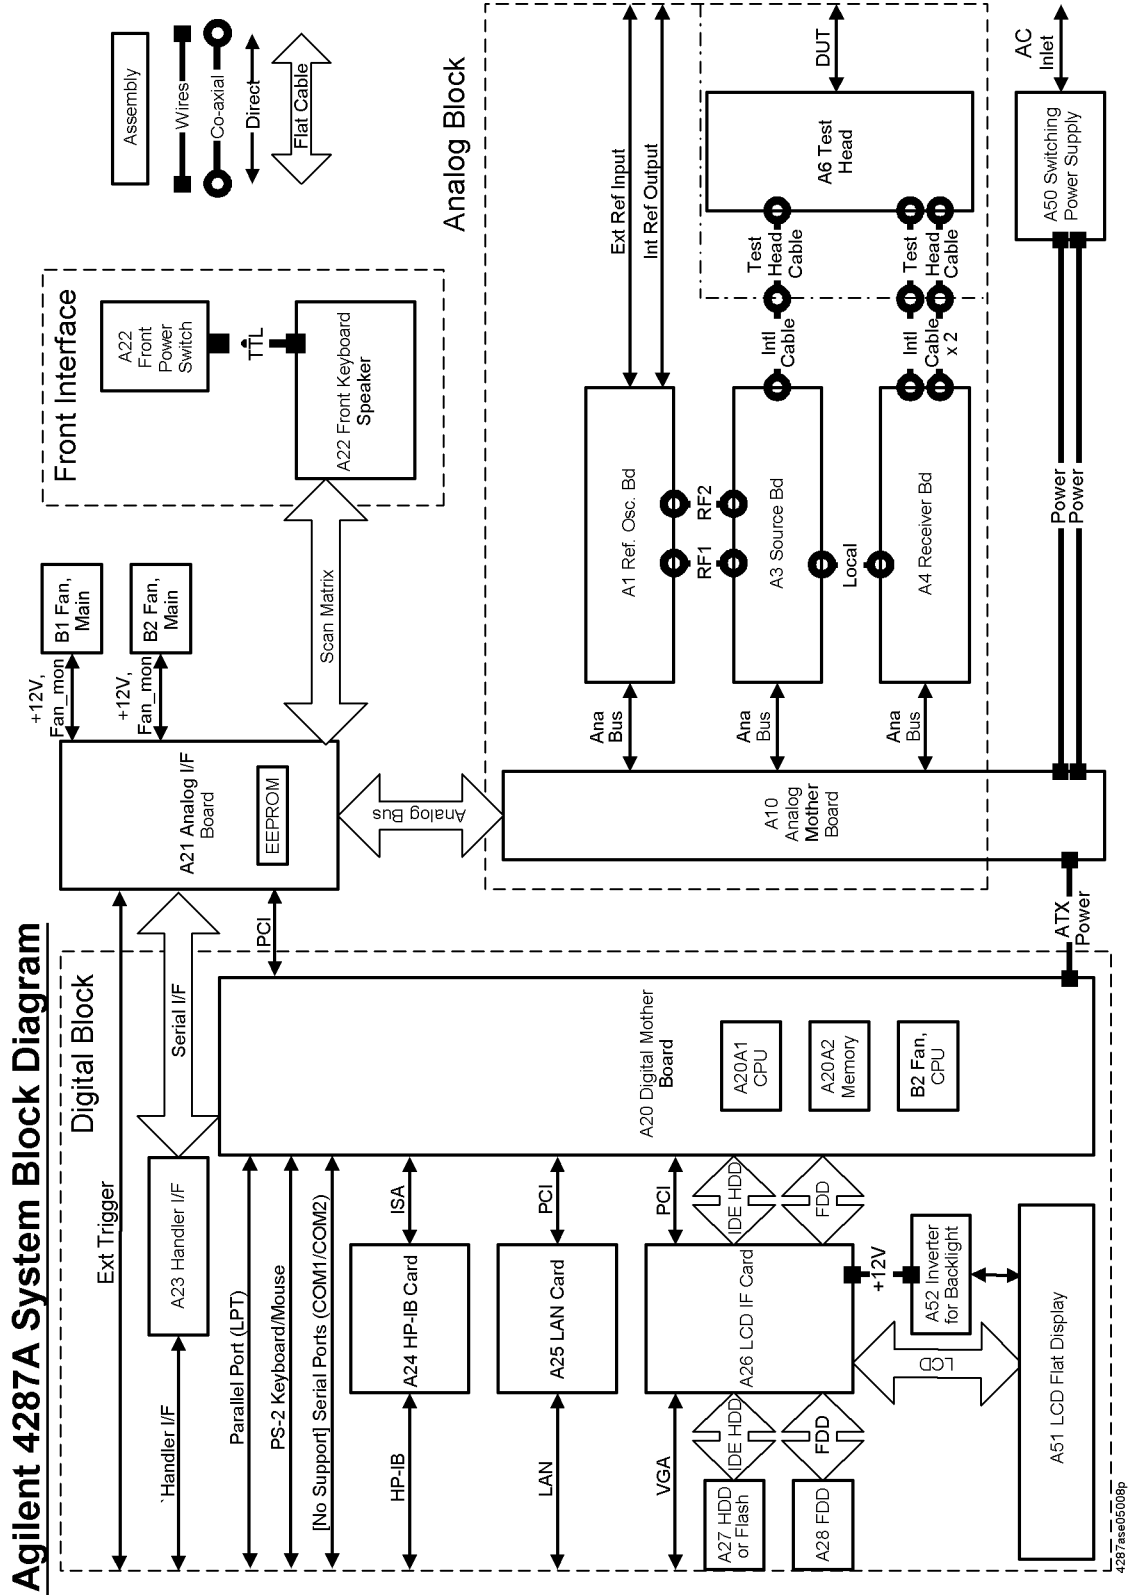 Agilent 4287A System Block Diagram
Assembly
Wires
Co-axial
Direct
Flat Cable
Digital Block
Ext Trigger
`Handler I/F
A23 Handler I/F
Serial I/F
Parallel Port (LPT)
PS-2 Keyboard/Mouse
[No Support] Serial Ports (COM1/COM2)
HP-IB
A24 HP-IB Card
ISA
LAN
A25 LAN Card
PCI
VGA
A26 LCD IF Card
PCI
IDE HDD
FDD
IDE HDD
FDD
A27 HDD
or Flash
A28 FDD
LCD
+12V
A52 Inverter
for Backlight
A51 LCD Flat Display
A20 Digital Mother
Board
A20A1
CPU
A20A2
Memory
B2 Fan,
CPU
PCI
ATX
Power
A21 Analog I/F
Board
EEPROM
+12V,
Fan_mon
B1 Fan,
Main
+12V,
Fan_mon
B2 Fan,
Main
Scan Matrix
Analog Bus
Front Interface
A22
Front
Power
Switch
TTL
A22 Front Keyboard
Speaker
Analog Block
A10
Analog
Mother
Board
Ana
Bus
Ana
Bus
Ana
Bus
A1 Ref. Osc. Bd
RF1
RF2
A3 Source Bd
Local
A4 Receiver Bd
Ext Ref Input
Int Ref Output
Intl
Cable
Test
Head
Cable
Intl
Cable
x 2
Test
Head
Cable
A6 Test
Head
DUT
Power
Power
A50 Switching
Power Supply
AC
Inlet
4287ase05008p